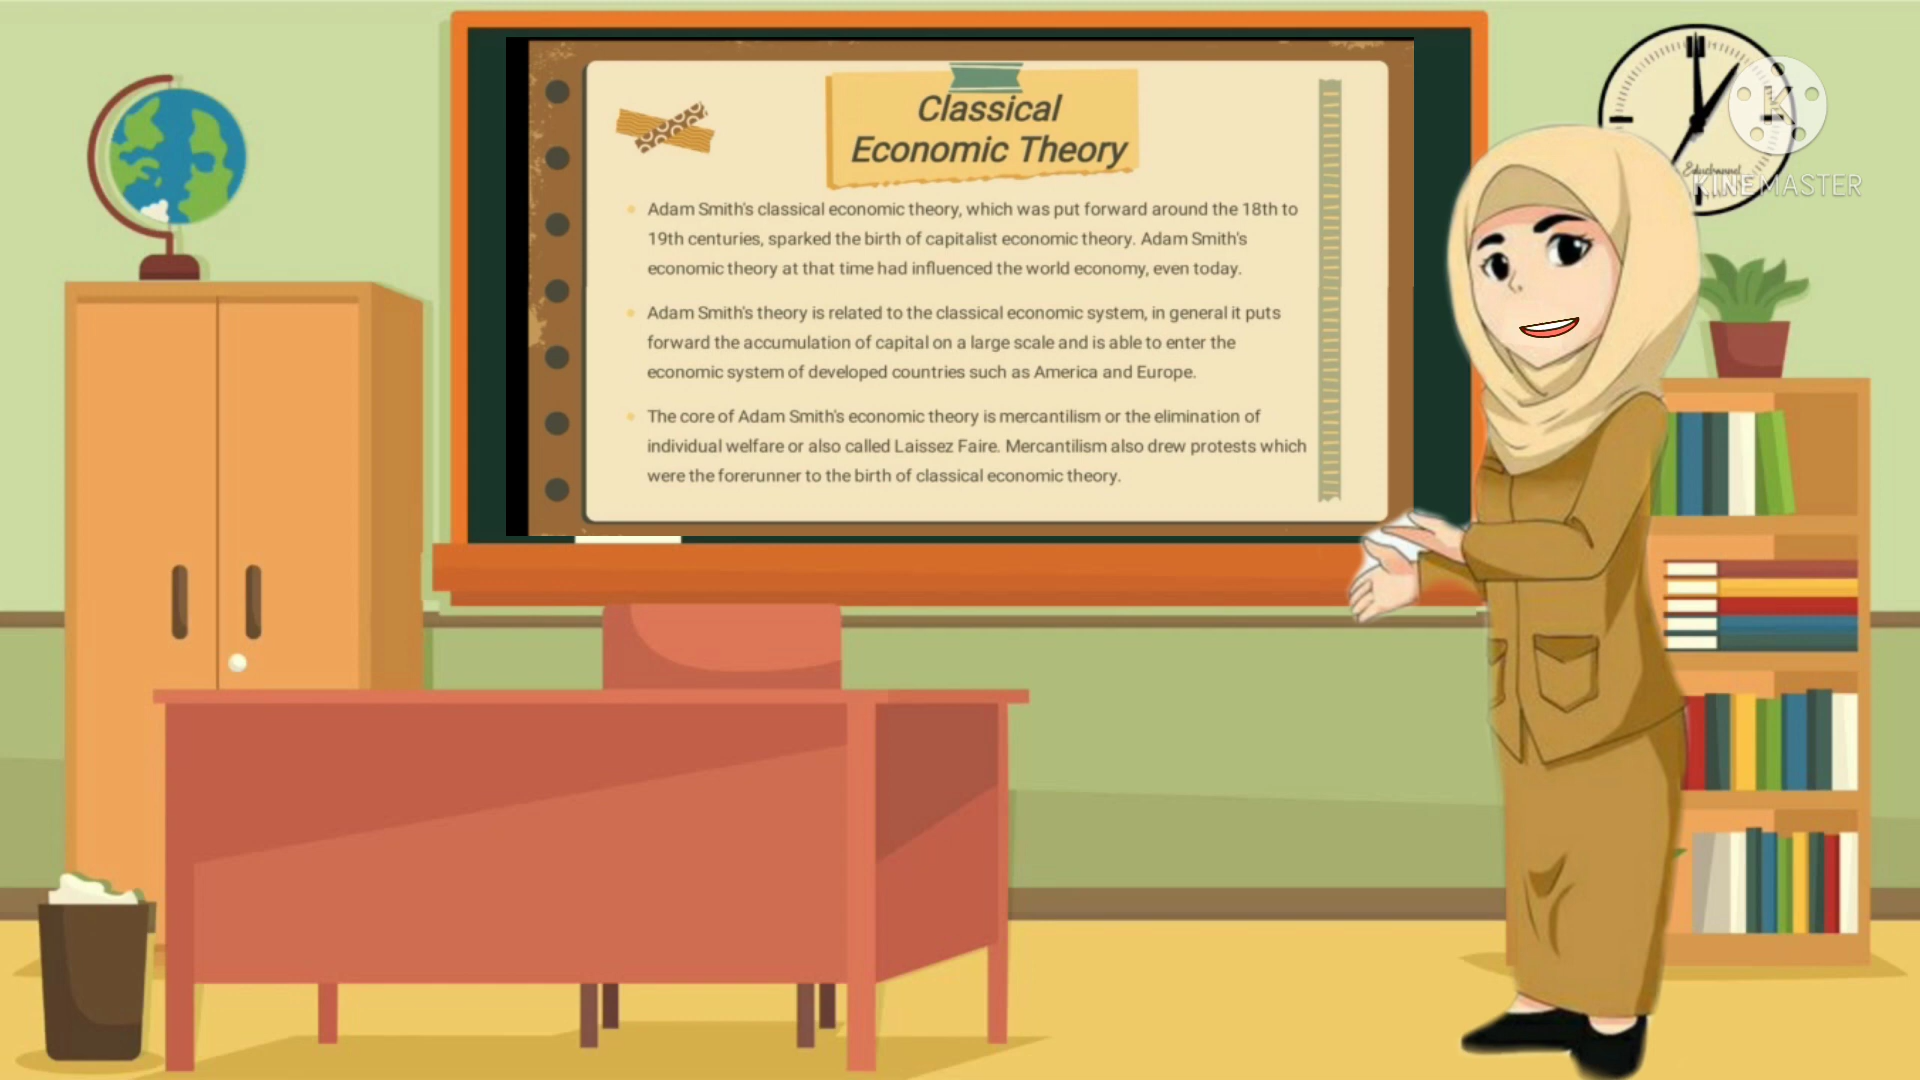 Classical
Economic Theory
Adam Smith's classical economic theory, which was put forward around the 18th to
19th centuries, sparked the birth of capitalist economic theory. Adam Smith's
economic theory at that time had influenced the world economy, even today.
Adam Smith's theory is related to the classical economic system, in general it puts
forward the accumulation of capital on a large scale and is able to enter the
economic system of developed countries such as America and Europe.
The core of Adam Smith's economic theory is mercantilism or the elimination of
individual welfare or also called Laissez Faire. Mercantilism also drew protests which
were the forerunner to the birth of classical economic theory.
Educhannel
K
KINEMASTER